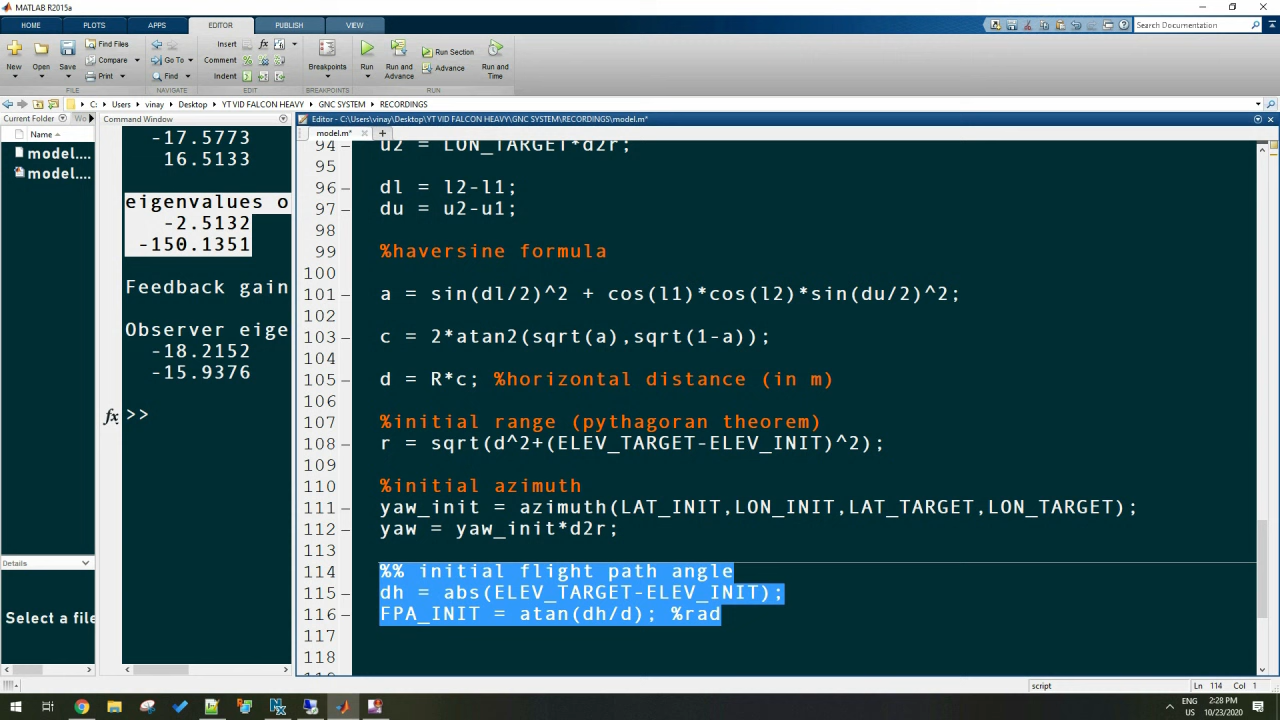 MATLAB R2015a
HOME PLOTS APPS EDITOR PUBLISH VIEW
Search Documentation
New Open Save Find Files Compare Print
Go To Find
Insert Comment Indent
fx
Breakpoints
Run Run and Advance Run Section Advance Run and Time
FILE NAVIGATE EDIT BREAKPOINTS RUN
C: Users vinay Desktop YT VID FALCON HEAVY GNC SYSTEM RECORDINGS
Current Folder
Wo
Command Window
Editor - C:\Users\vinay\Desktop\YT VID FALCON HEAVY\GNC SYSTEM\RECORDINGS\model.m*
Name
model....
model....
Details
Select a file
-17.5773
16.5133
eigenvalues o
-2.5132
-150.1351
Feedback gain
Observer eige
-18.2152
-15.9376
fx >>
model.m*
94 u2 = LON_TARGET*d2r;
95
96 dl = l2-l1;
97 du = u2-u1;
98
99 %haversine formula
100
101 a = sin(dl/2)^2 + cos(l1)*cos(l2)*sin(du/2)^2;
102
103 c = 2*atan2(sqrt(a),sqrt(1-a));
104
105 d = R*c; %horizontal distance (in m)
106
107 %initial range (pythagoran theorem)
108 r = sqrt(d^2+(ELEV_TARGET-ELEV_INIT)^2);
109
110 %initial azimuth
111 yaw_init = azimuth(LAT_INIT,LON_INIT,LAT_TARGET,LON_TARGET);
112 yaw = yaw_init*d2r;
113
114 %% initial flight path angle
115 dh = abs(ELEV_TARGET-ELEV_INIT);
116 FPA_INIT = atan(dh/d); %rad
117
118
script
Ln 114 Col 1
ENG
US
2:28 PM
10/23/2020